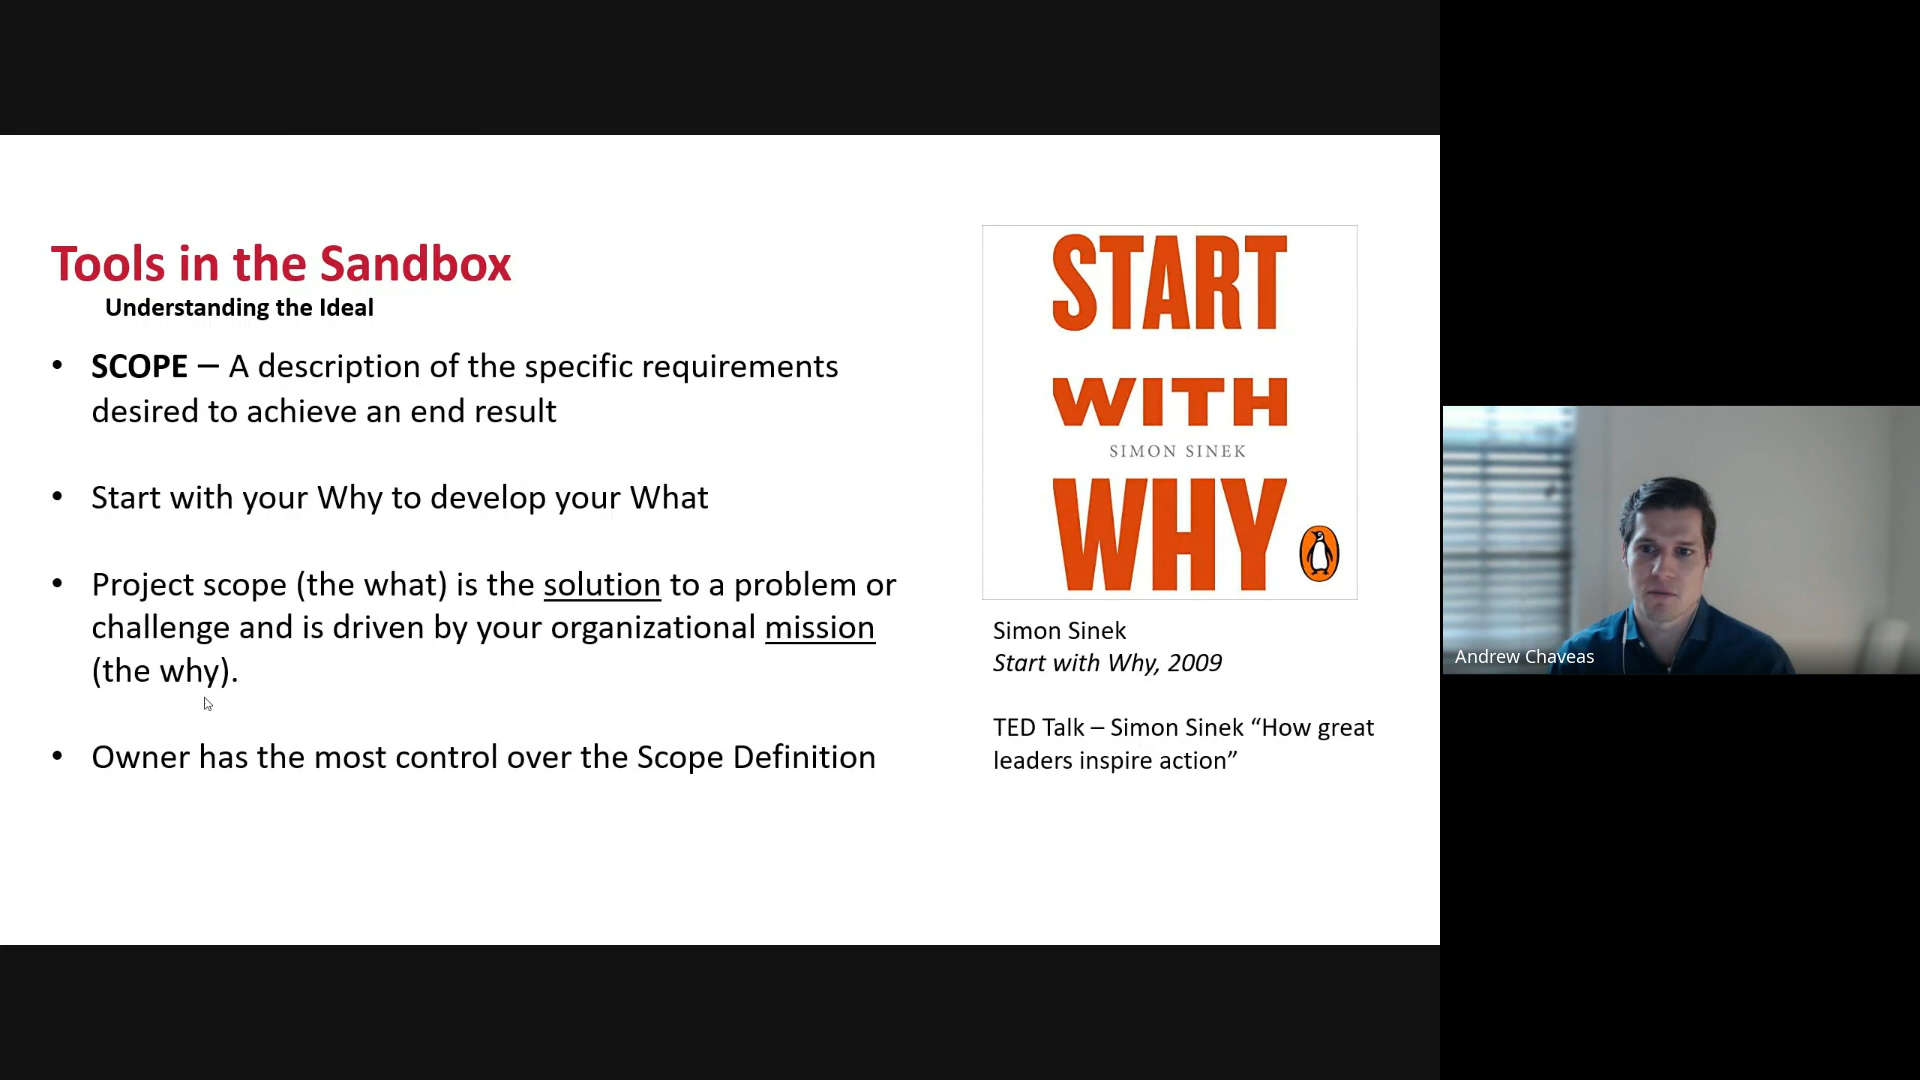 Tools in the Sandbox
Understanding the Ideal
• SCOPE – A description of the specific requirements
desired to achieve an end result
• Start with your Why to develop your What
• Project scope (the what) is the solution to a problem or
challenge and is driven by your organizational mission
(the why).
• Owner has the most control over the Scope Definition
START
WITH
SIMON SINEK
WHY
Simon Sinek
Start with Why, 2009
TED Talk – Simon Sinek “How great
leaders inspire action”
Andrew Chaveas